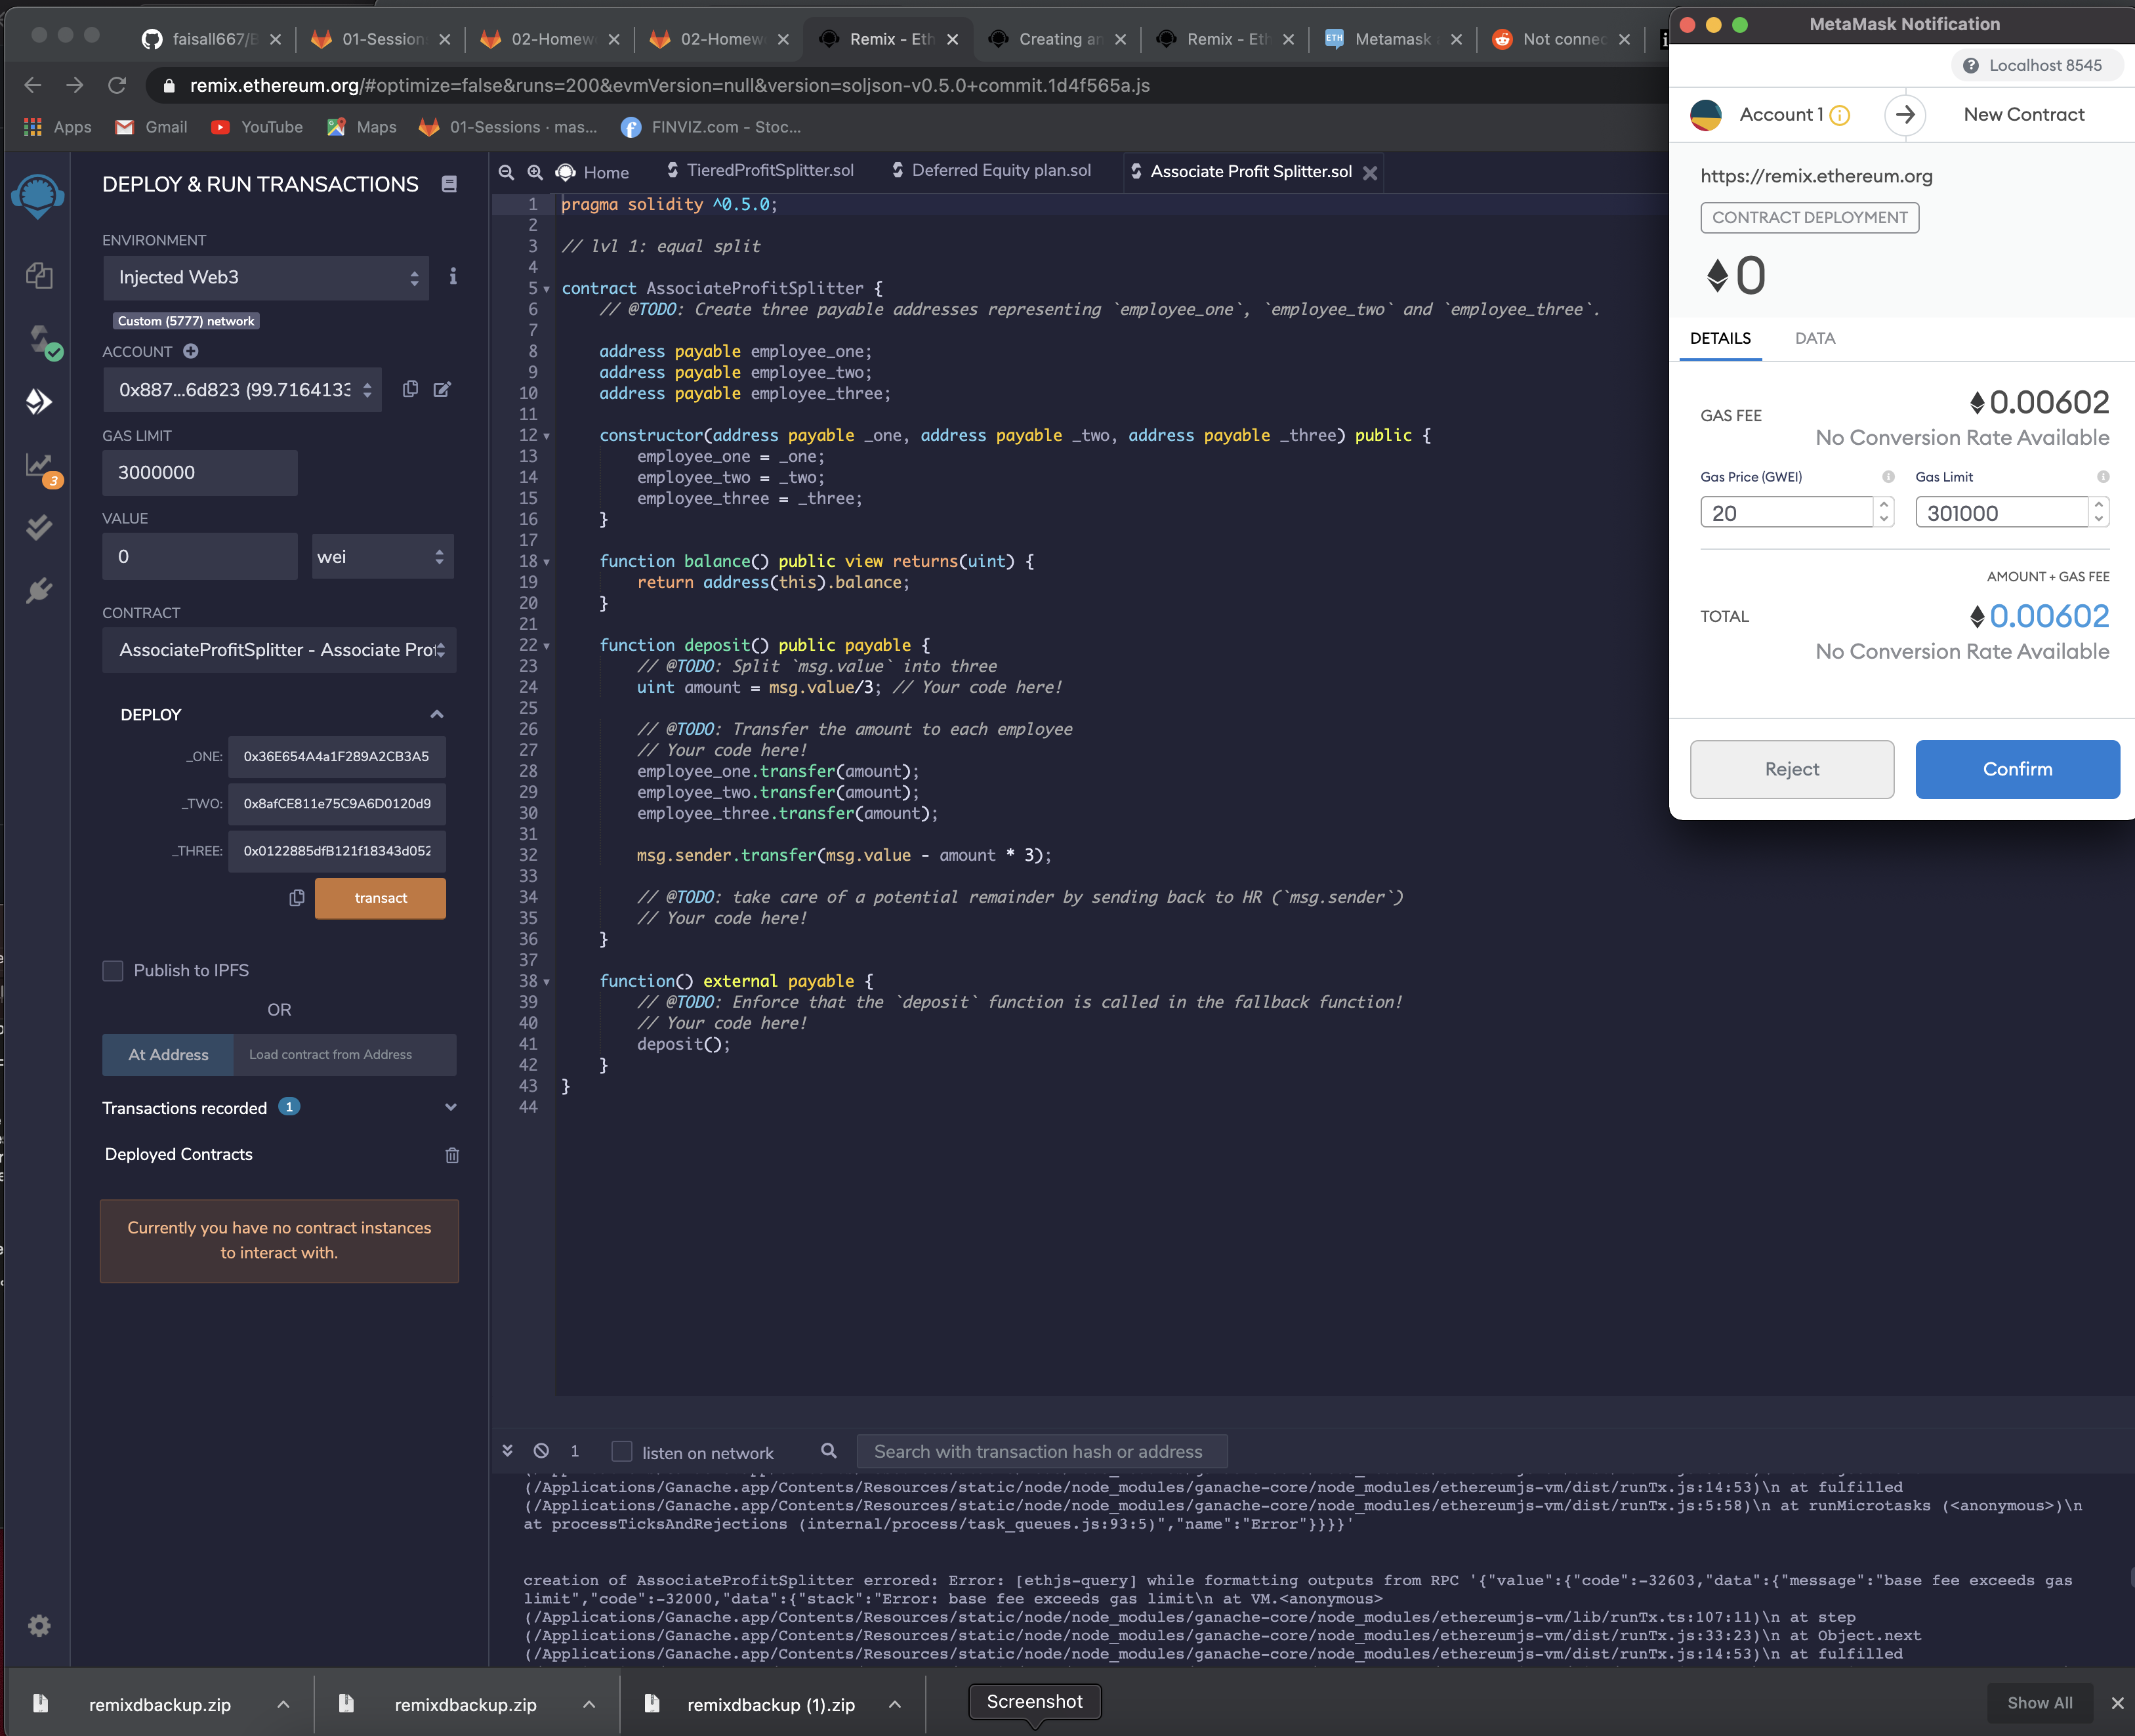 faisall667/B
01-Session
02-Homew
02-Homew
Remix - Eth
Creating an
Remix - Eth
Metamask
Not connec
remix.ethereum.org/#optimize=false&runs=200&evmVersion=null&version=soljson-v0.5.0+commit.1d4f565a.js
Apps
Gmail
YouTube
Maps
01-Sessions · mas...
FINVIZ.com - Stoc...
DEPLOY & RUN TRANSACTIONS
ENVIRONMENT
Injected Web3
Custom (5777) network
ACCOUNT
0x887...6d823 (99.7164133
GAS LIMIT
3000000
3
VALUE
0
wei
CONTRACT
AssociateProfitSplitter - Associate Prof
DEPLOY
_ONE:
0x36E654A4a1F289A2CB3A5
_TWO:
0x8afCE811e75C9A6D0120d9
_THREE:
0x0122885dfB121f18343d052
transact
Publish to IPFS
OR
At Address
Load contract from Address
Transactions recorded 1
Deployed Contracts
Currently you have no contract instances
to interact with.
Home
TieredProfitSplitter.sol
Deferred Equity plan.sol
Associate Profit Splitter.sol
1 pragma solidity ^0.5.0;
2
3 // lvl 1: equal split
4
5 contract AssociateProfitSplitter {
6 // @TODO: Create three payable addresses representing `employee_one`, `employee_two` and `employee_three`.
7
8 address payable employee_one;
9 address payable employee_two;
10 address payable employee_three;
11
12 constructor(address payable _one, address payable _two, address payable _three) public {
13 employee_one = _one;
14 employee_two = _two;
15 employee_three = _three;
16 }
17
18 function balance() public view returns(uint) {
19 return address(this).balance;
20 }
21
22 function deposit() public payable {
23 // @TODO: Split `msg.value` into three
24 uint amount = msg.value/3; // Your code here!
25
26 // @TODO: Transfer the amount to each employee
27 // Your code here!
28 employee_one.transfer(amount);
29 employee_two.transfer(amount);
30 employee_three.transfer(amount);
31
32 msg.sender.transfer(msg.value - amount * 3);
33
34 // @TODO: take care of a potential remainder by sending back to HR (`msg.sender`)
35 // Your code here!
36 }
37
38 function() external payable {
39 // @TODO: Enforce that the `deposit` function is called in the fallback function!
40 // Your code here!
41 deposit();
42 }
43 }
44
1
listen on network
Search with transaction hash or address
(/Applications/Ganache.app/Contents/Resources/static/node/node_modules/ganache-core/node_modules/ethereumjs-vm/dist/runTx.js:14:53)\n at fulfilled
(/Applications/Ganache.app/Contents/Resources/static/node/node_modules/ganache-core/node_modules/ethereumjs-vm/dist/runTx.js:5:58)\n at runMicrotasks (<anonymous>)\n
at processTicksAndRejections (internal/process/task_queues.js:93:5)","name":"Error"}}}}'
creation of AssociateProfitSplitter errored: Error: [ethjs-query] while formatting outputs from RPC '{"value":{"code":-32603,"data":{"message":"base fee exceeds gas
limit","code":-32000,"data":{"stack":"Error: base fee exceeds gas limit\n at VM.<anonymous>
(/Applications/Ganache.app/Contents/Resources/static/node/node_modules/ganache-core/node_modules/ethereumjs-vm/lib/runTx.ts:107:11)\n at step
(/Applications/Ganache.app/Contents/Resources/static/node/node_modules/ganache-core/node_modules/ethereumjs-vm/dist/runTx.js:33:23)\n at Object.next
(/Applications/Ganache.app/Contents/Resources/static/node/node_modules/ganache-core/node_modules/ethereumjs-vm/dist/runTx.js:14:53)\n at fulfilled
MetaMask Notification
Localhost 8545
Account 1
New Contract
https://remix.ethereum.org
CONTRACT DEPLOYMENT
0
DETAILS
DATA
GAS FEE
0.00602
No Conversion Rate Available
Gas Price (GWEI)
Gas Limit
20
301000
AMOUNT + GAS FEE
TOTAL
0.00602
No Conversion Rate Available
Reject
Confirm
remixdbackup.zip
remixdbackup.zip
remixdbackup (1).zip
Screenshot
Show All